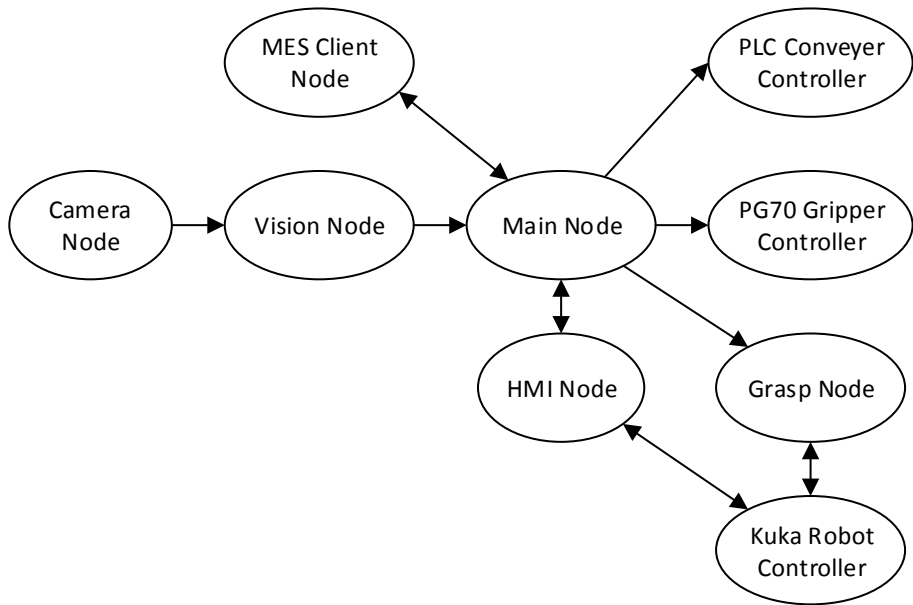 MES Client
Node
PLC Conveyer
Controller
Camera
Node
Vision Node
Main Node
PG70 Gripper
Controller
HMI Node
Grasp Node
Kuka Robot
Controller